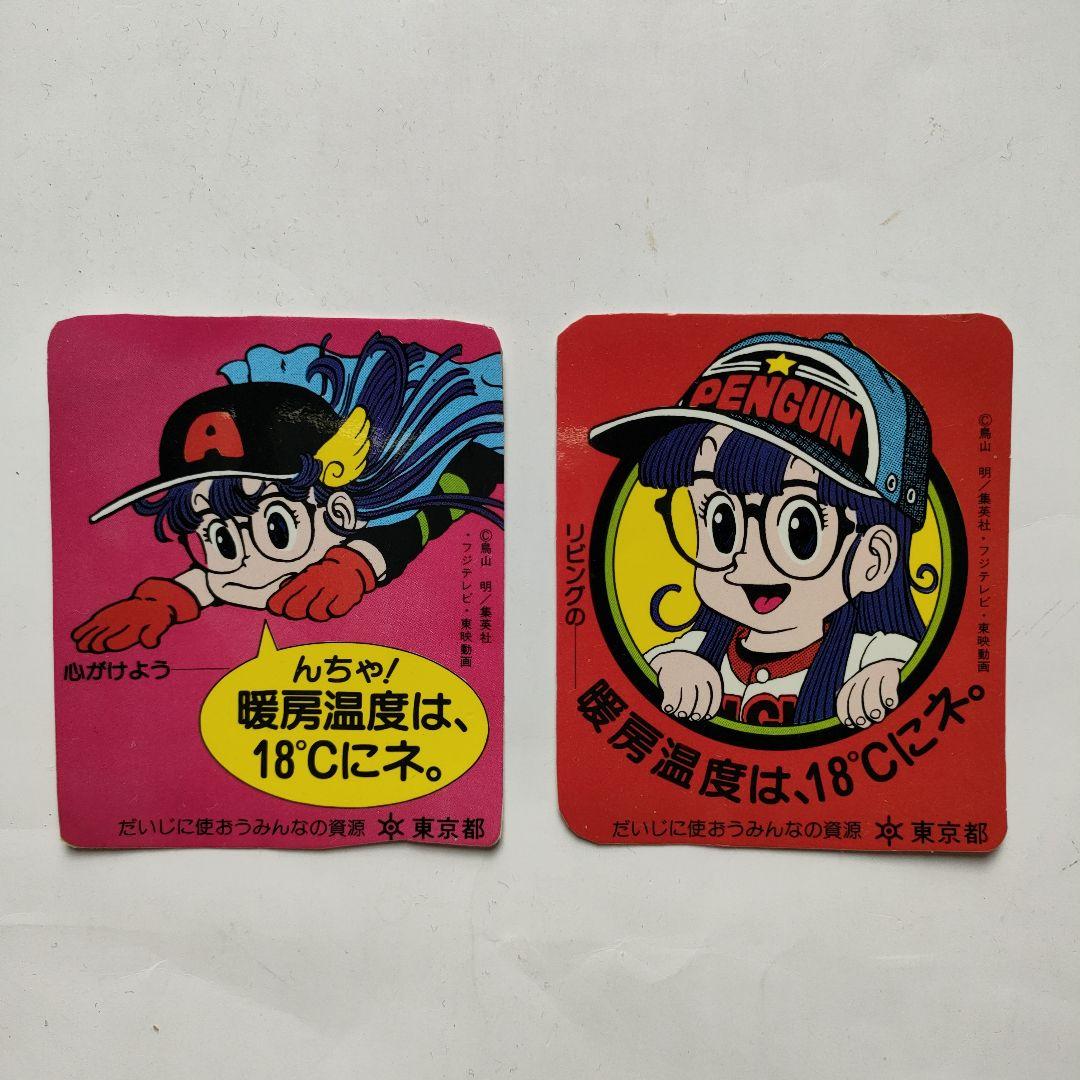 A
心がけよう
んちゃ!
暖房温度は、
18℃にネ。
©鳥山 明/集英社
・フジテレビ・東映動画
だいじに使おうみんなの資源 東京都
PENGUIN
リビングの
暖房温度は、18℃にネ。
©鳥山 明/集英社・フジテレビ・東映動画
だいじに使おうみんなの資源 東京都